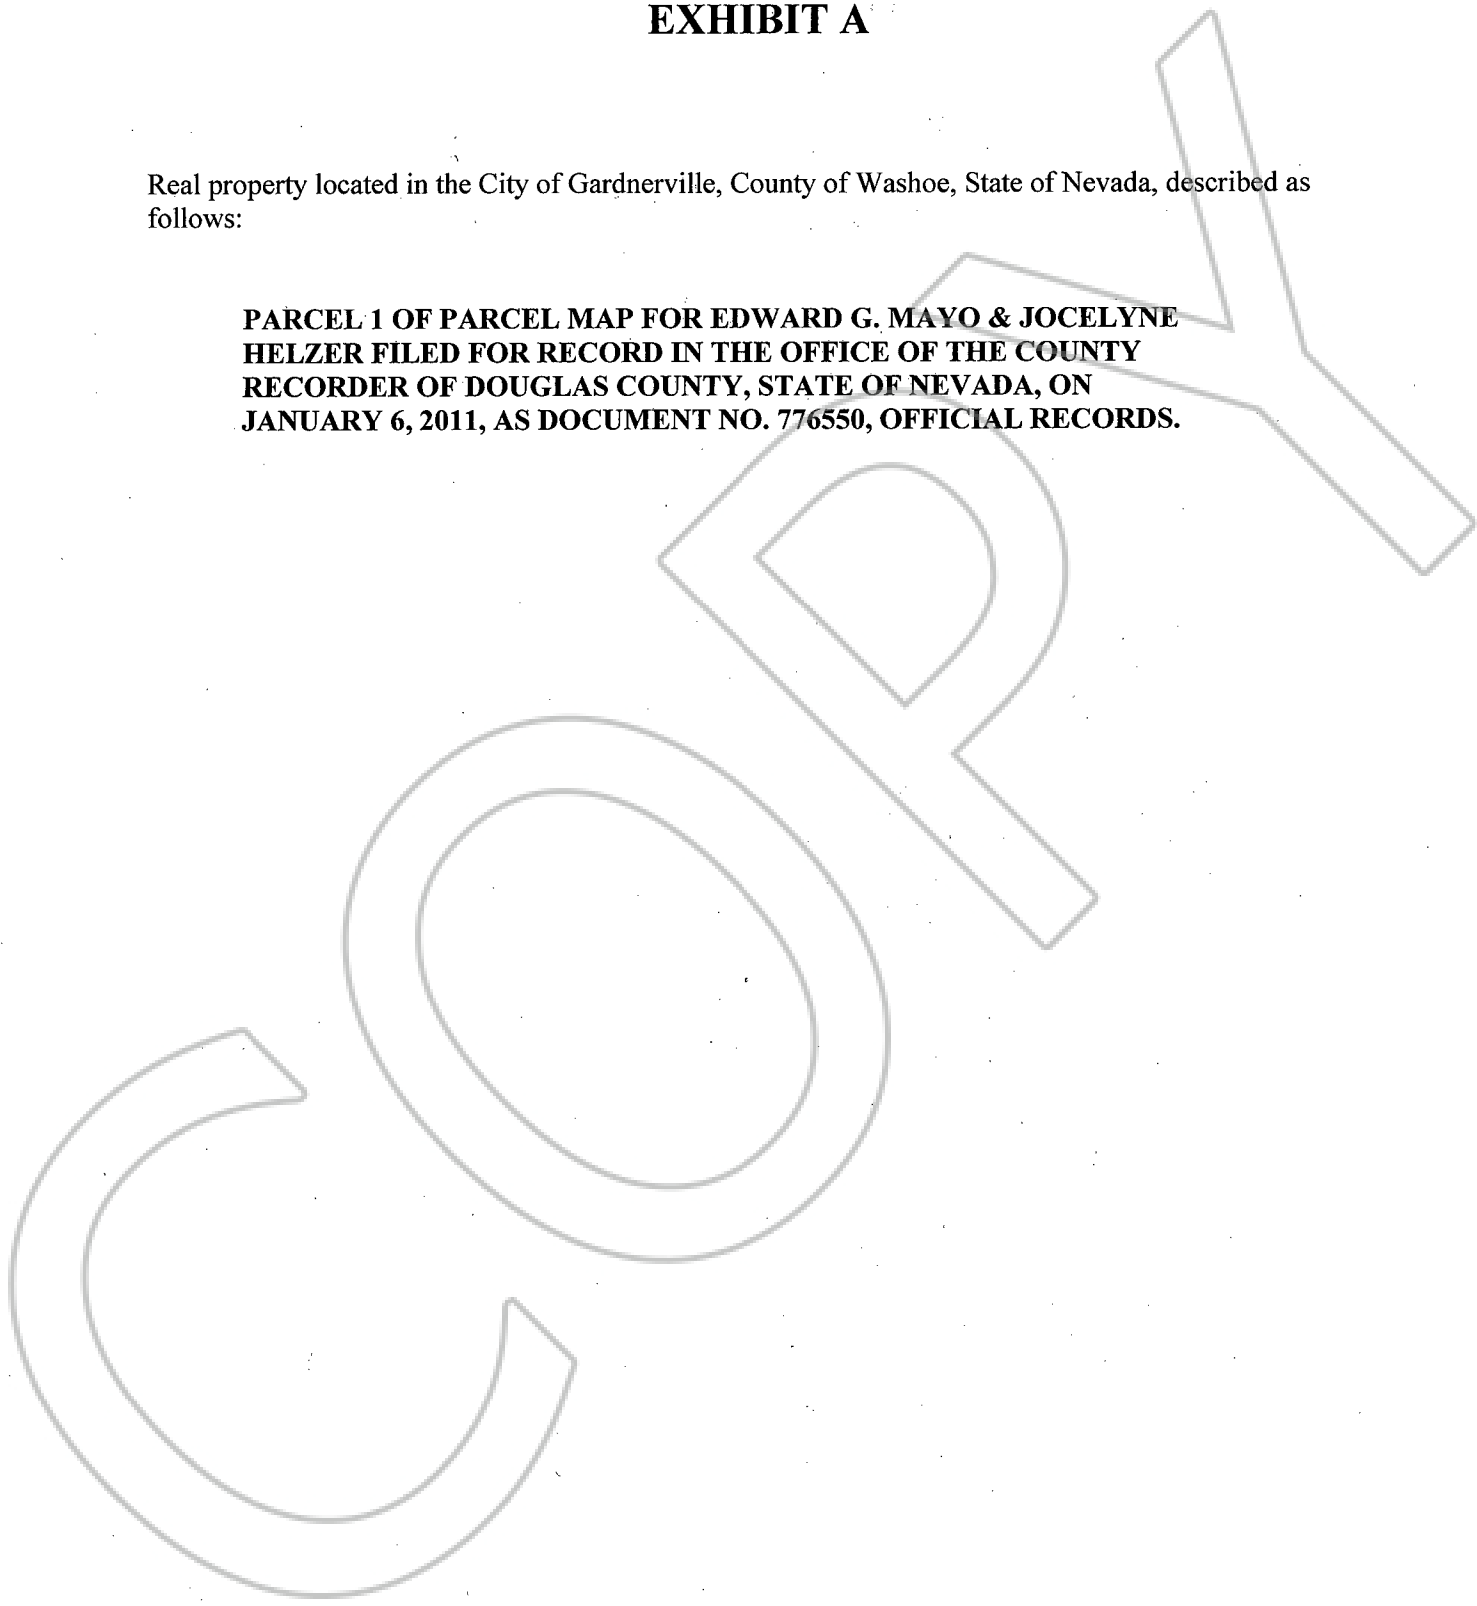 EXHIBIT A
Real property located in the City of Gardnerville, County of Washoe, State of Nevada, described as
follows:
PARCEL 1 OF PARCEL MAP FOR EDWARD G. MAYO & JOCELYNE
HELZER FILED FOR RECORD IN THE OFFICE OF THE COUNTY
RECORDER OF DOUGLAS COUNTY, STATE OF NEVADA, ON
JANUARY 6, 2011, AS DOCUMENT NO. 776550, OFFICIAL RECORDS.
COPY